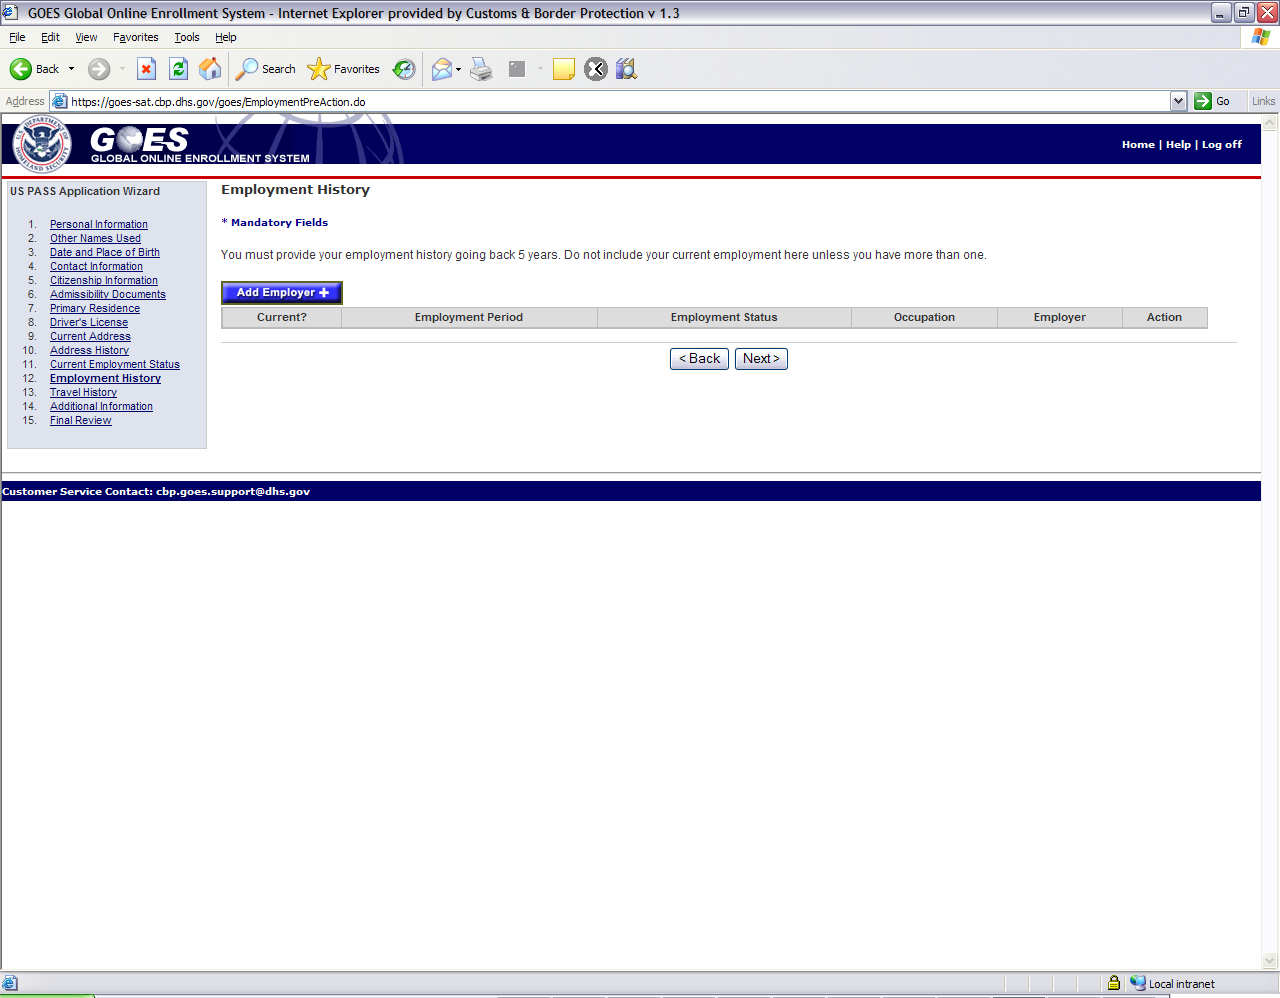 GOES Global Online Enrollment System - Internet Explorer provided by Customs & Border Protection v 1.3
File Edit View Favorites Tools Help
Back Search Favorites
Address https://goes-sat.cbp.dhs.gov/goes/EmploymentPreAction.do Go Links
U.S. DEPARTMENT OF HOMELAND SECURITY
GOES
GLOBAL ONLINE ENROLLMENT SYSTEM
Home | Help | Log off
US PASS Application Wizard
1. Personal Information
2. Other Names Used
3. Date and Place of Birth
4. Contact Information
5. Citizenship Information
6. Admissibility Documents
7. Primary Residence
8. Driver's License
9. Current Address
10. Address History
11. Current Employment Status
12. Employment History
13. Travel History
14. Additional Information
15. Final Review
Employment History
* Mandatory Fields
You must provide your employment history going back 5 years. Do not include your current employment here unless you have more than one.
Add Employer +
Current? Employment Period Employment Status Occupation Employer Action
< Back Next >
Customer Service Contact: cbp.goes.support@dhs.gov
Local intranet